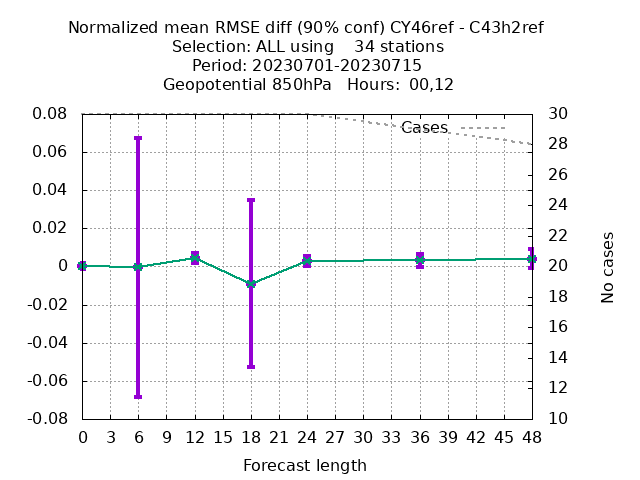 Normalized mean RMSE diff (90% conf) CY46ref - C43h2ref
Selection: ALL using    34 stations
Period: 20230701-20230715
Geopotential 850hPa   Hours:  00,12
Cases
0.08
0.06
0.04
0.02
0
-0.02
-0.04
-0.06
-0.08
30
28
26
24
22
20
18
16
14
12
10
No cases
0 3 6 9 12 15 18 21 24 27 30 33 36 39 42 45 48
Forecast length